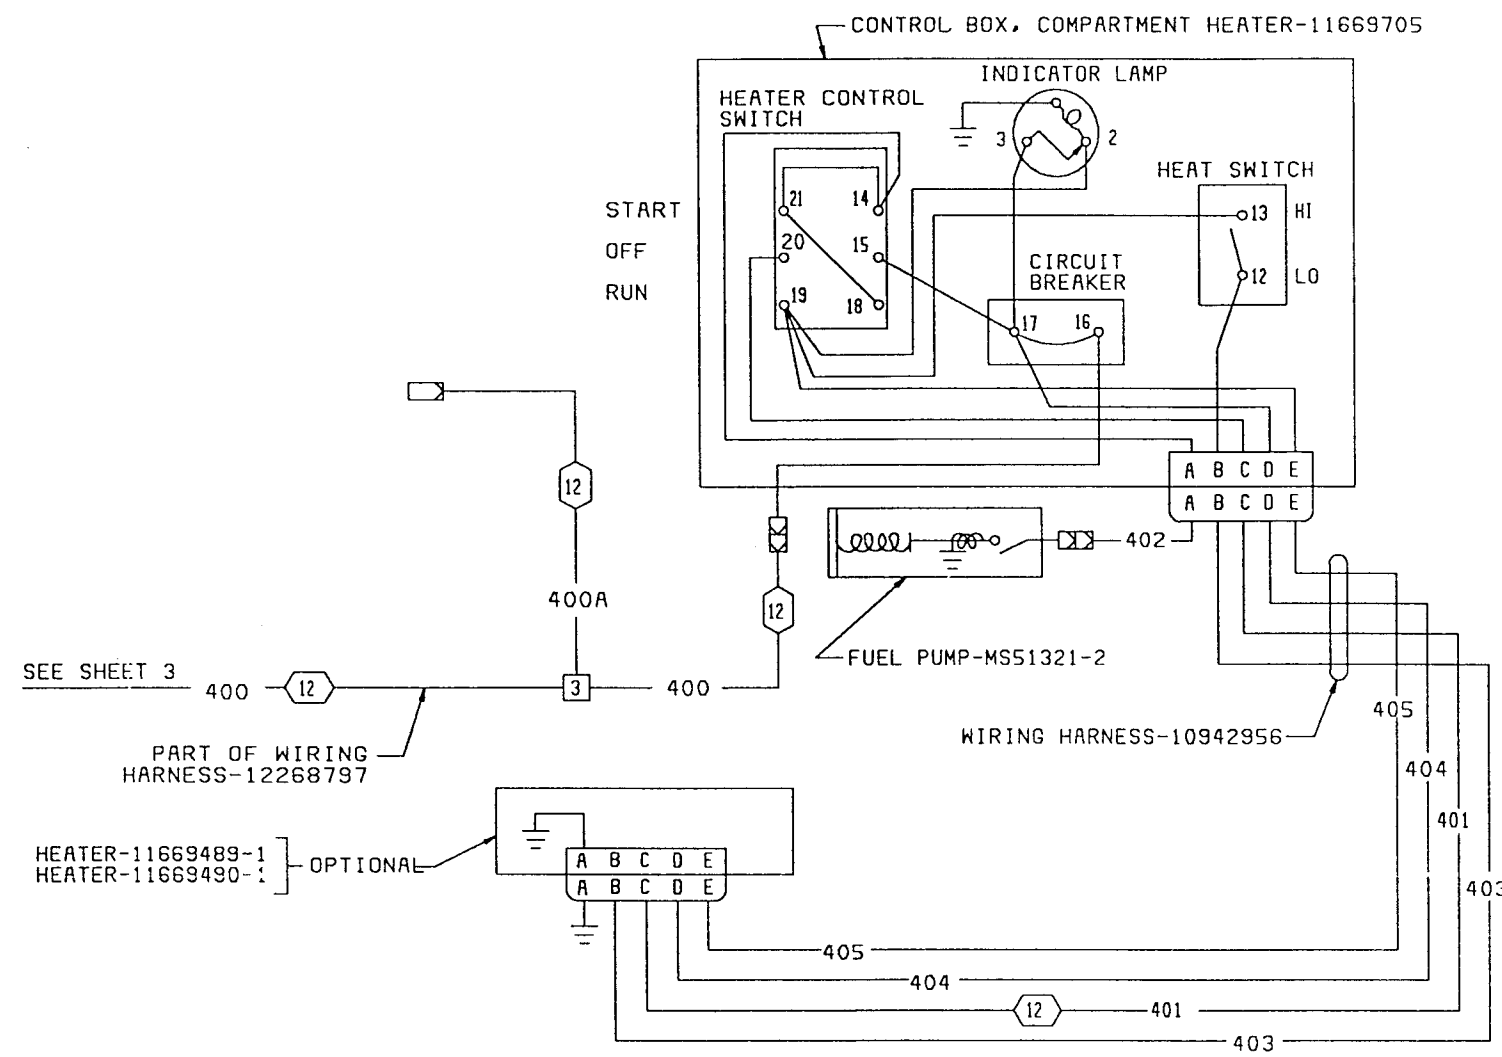 CONTROL BOX, COMPARTMENT HEATER-11669705
INDICATOR LAMP
HEATER CONTROL
SWITCH
3
2
HEAT SWITCH
START
OFF
RUN
21
14
20
15
19
18
13
HI
12
LO
CIRCUIT
BREAKER
17
16
A B C D E
A B C D E
12
400A
12
402
FUEL PUMP-MS51321-2
SEE SHEET 3
400
12
3
400
PART OF WIRING
HARNESS-12268797
WIRING HARNESS-10942956
405
404
401
403
HEATER-11669489-1
HEATER-11669490-1
OPTIONAL
A B C D E
A B C D E
405
404
12
401
403